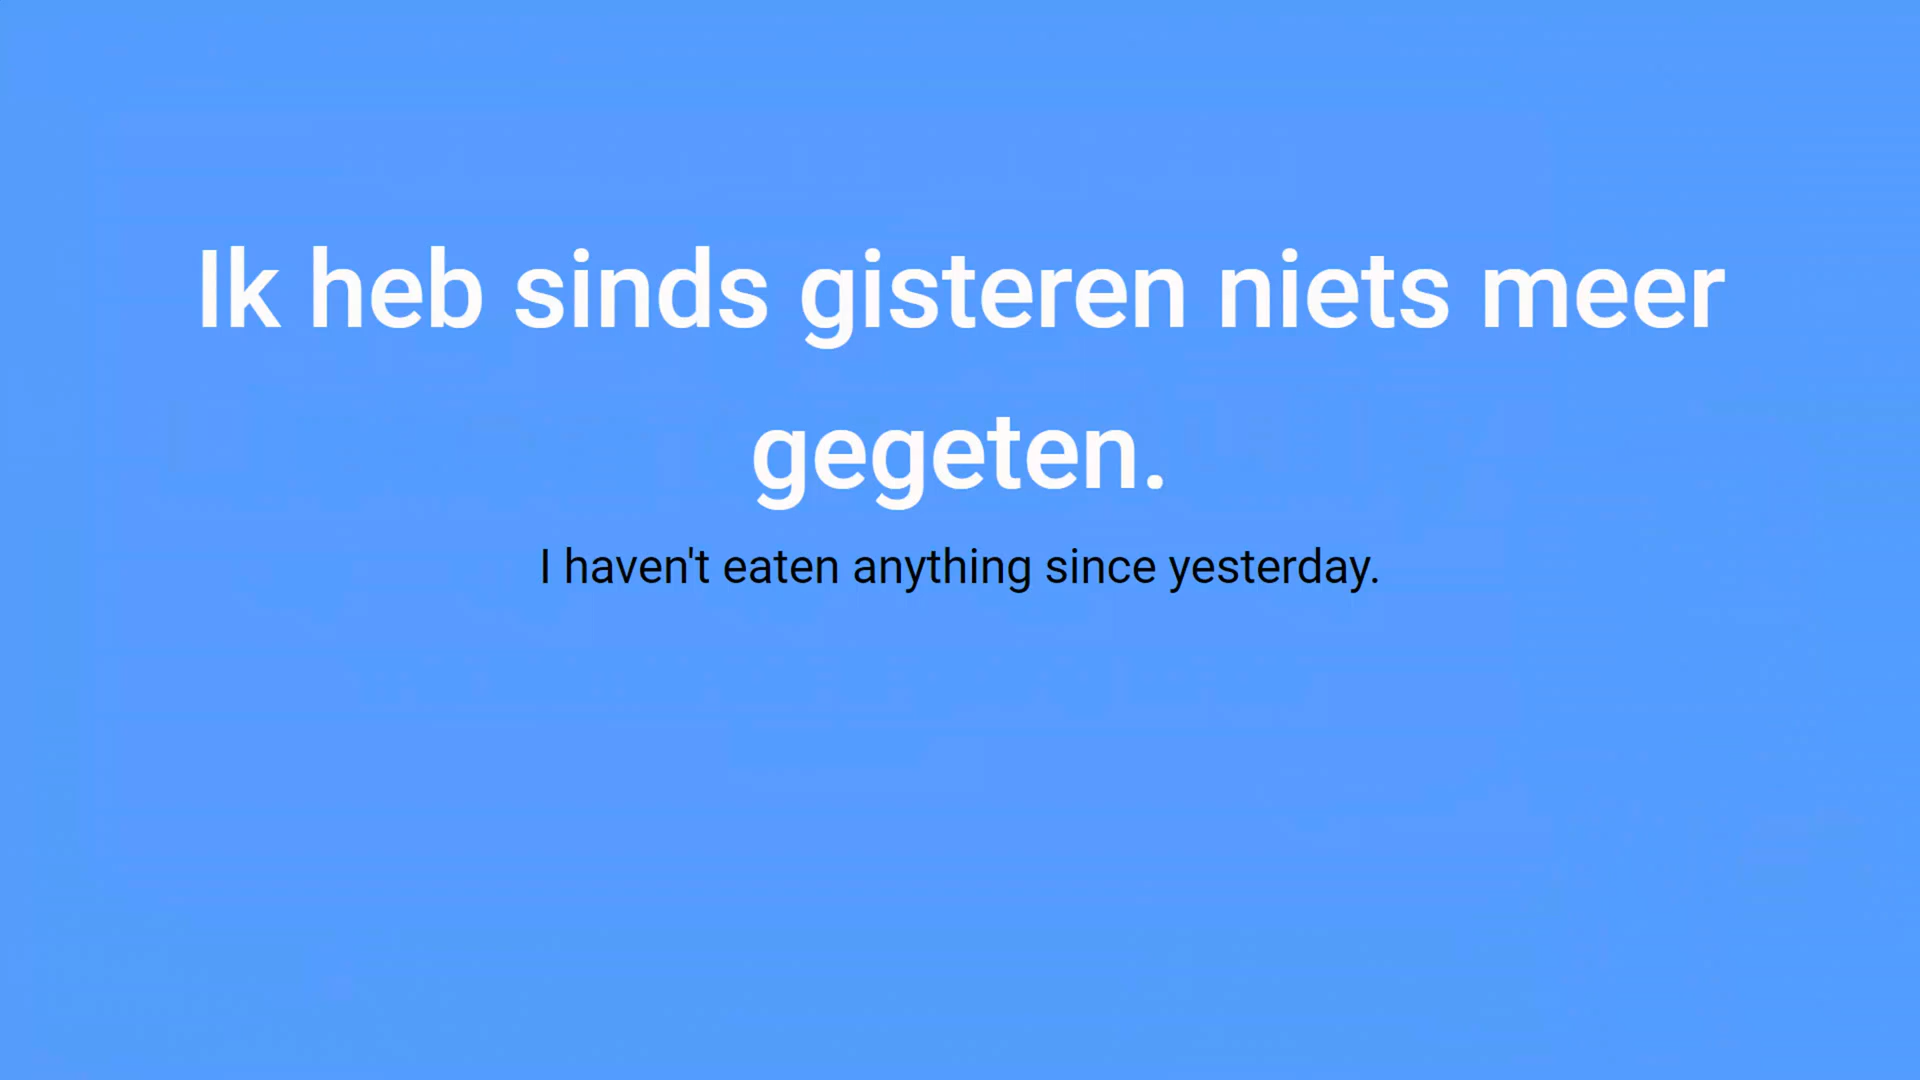 Ik heb sinds gisteren niets meer
gegeten.
I haven't eaten anything since yesterday.